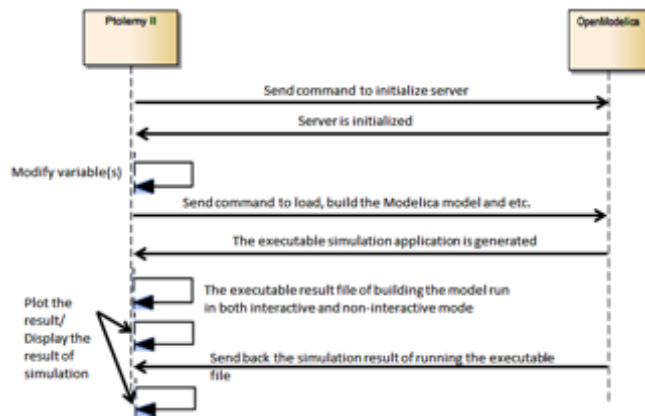 Ptolemy II
OpenModelica
Send command to initialize server
Server is initialized
Modify variable(s)
Send command to load, build the Modelica model and etc.
The executable simulation application is generated
The executable result file of building the model run
in both interactive and non-interactive mode
Plot the
result/
Display the
result of
simulation
Send back the simulation result of running the executable
file